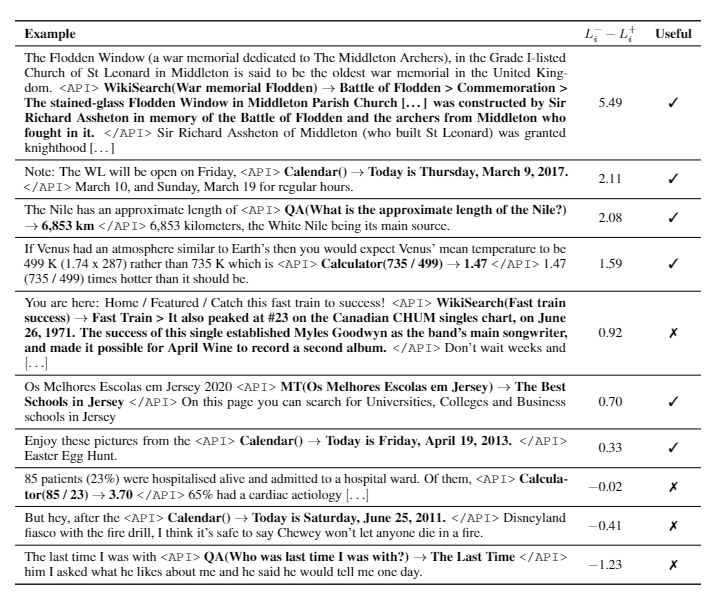 Example L_i^- − L_i^+ Useful
The Flodden Window (a war memorial dedicated to The Middleton Archers), in the Grade I-listed
Church of St Leonard in Middleton is said to be the oldest war memorial in the United King-
dom. <API> WikiSearch(War memorial Flodden) → Battle of Flodden > Commemoration >
The stained-glass Flodden Window in Middleton Parish Church [...] was constructed by Sir
Richard Assheton in memory of the Battle of Flodden and the archers from Middleton who
fought in it. </API> Sir Richard Assheton of Middleton (who built St Leonard) was granted
knighthood [...]
5.49 ✓
Note: The WL will be open on Friday, <API> Calendar() → Today is Thursday, March 9, 2017.
</API> March 10, and Sunday, March 19 for regular hours.
2.11 ✓
The Nile has an approximate length of <API> QA(What is the approximate length of the Nile?)
→ 6,853 km </API> 6,853 kilometers, the White Nile being its main source.
2.08 ✓
If Venus had an atmosphere similar to Earth's then you would expect Venus' mean temperature to be
499 K (1.74 x 287) rather than 735 K which is <API> Calculator(735 / 499) → 1.47 </API> 1.47
(735 / 499) times hotter than it should be.
1.59 ✓
You are here: Home / Featured / Catch this fast train to success! <API> WikiSearch(Fast train
success) → Fast Train > It also peaked at #23 on the Canadian CHUM singles chart, on June
26, 1971. The success of this single established Myles Goodwyn as the band's main songwriter,
and made it possible for April Wine to record a second album. </API> Don't wait weeks and
[...]
0.92 ✗
Os Melhores Escolas em Jersey 2020 <API> MT(Os Melhores Escolas em Jersey) → The Best
Schools in Jersey </API> On this page you can search for Universities, Colleges and Business
schools in Jersey
0.70 ✓
Enjoy these pictures from the <API> Calendar() → Today is Friday, April 19, 2013. </API>
Easter Egg Hunt.
0.33 ✓
85 patients (23%) were hospitalised alive and admitted to a hospital ward. Of them, <API> Calcula-
tor(85 / 23) → 3.70 </API> 65% had a cardiac aetiology [...]
−0.02 ✗
But hey, after the <API> Calendar() → Today is Saturday, June 25, 2011. </API> Disneyland
fiasco with the fire drill, I think it's safe to say Chewey won't let anyone die in a fire.
−0.41 ✗
The last time I was with <API> QA(Who was last time I was with?) → The Last Time </API>
him I asked what he likes about me and he said he would tell me one day.
−1.23 ✗